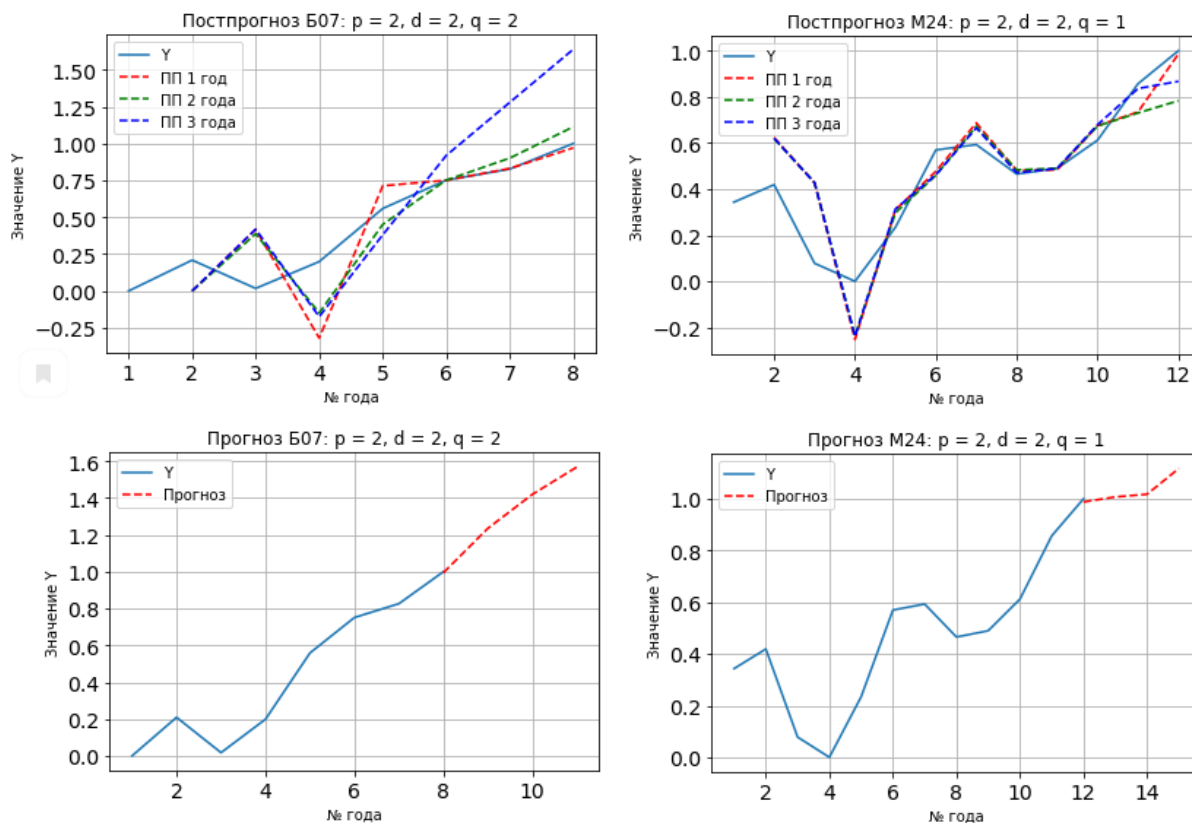 Постпрогноз Б07: p = 2, d = 2, q = 2
Y
ПП 1 год
ПП 2 года
ПП 3 года
Значение Y
1.50
1.25
1.00
0.75
0.50
0.25
0.00
−0.25
1 2 3 4 5 6 7 8
№ года
Постпрогноз М24: p = 2, d = 2, q = 1
Y
ПП 1 год
ПП 2 года
ПП 3 года
Значение Y
1.0
0.8
0.6
0.4
0.2
0.0
−0.2
2 4 6 8 10 12
№ года
Прогноз Б07: p = 2, d = 2, q = 2
Y
Прогноз
Значение Y
1.6
1.4
1.2
1.0
0.8
0.6
0.4
0.2
0.0
2 4 6 8 10
№ года
Прогноз М24: p = 2, d = 2, q = 1
Y
Прогноз
Значение Y
1.0
0.8
0.6
0.4
0.2
0.0
2 4 6 8 10 12 14
№ года